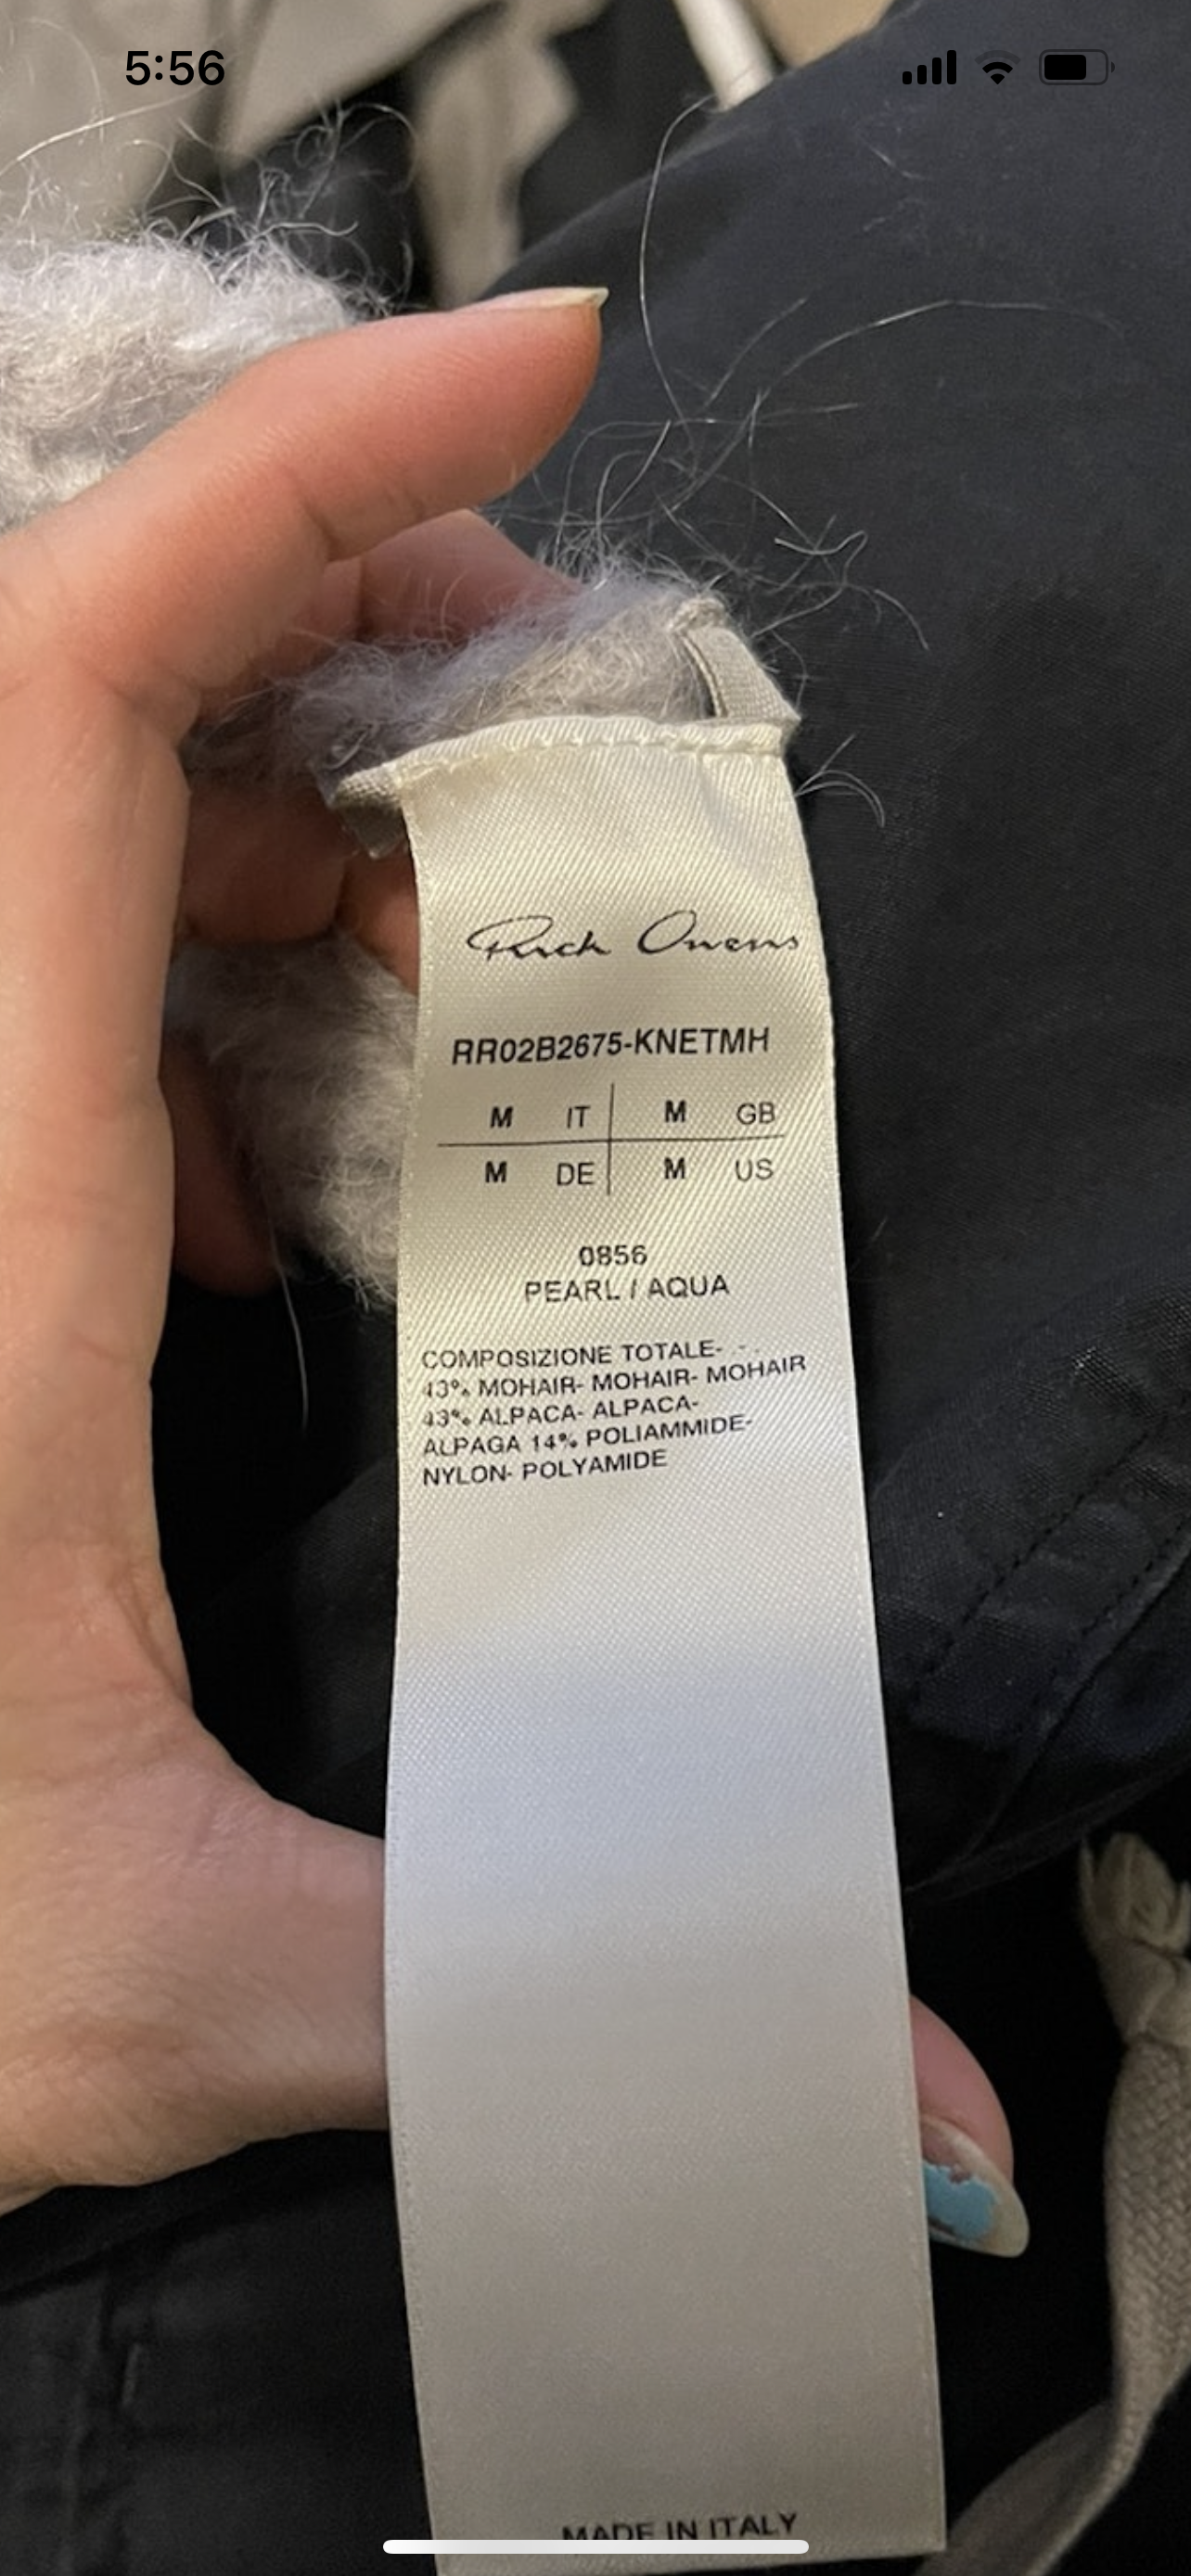 5:56
Rick Owens
RR02B2675-KNETMH
M IT M GB
M DE M US
0856
PEARL / AQUA
COMPOSIZIONE TOTALE- - -
43% MOHAIR- MOHAIR- MOHAIR
43% ALPACA- ALPACA-
ALPAGA 14% POLIAMMIDE-
NYLON- POLYAMIDE
MADE IN ITALY